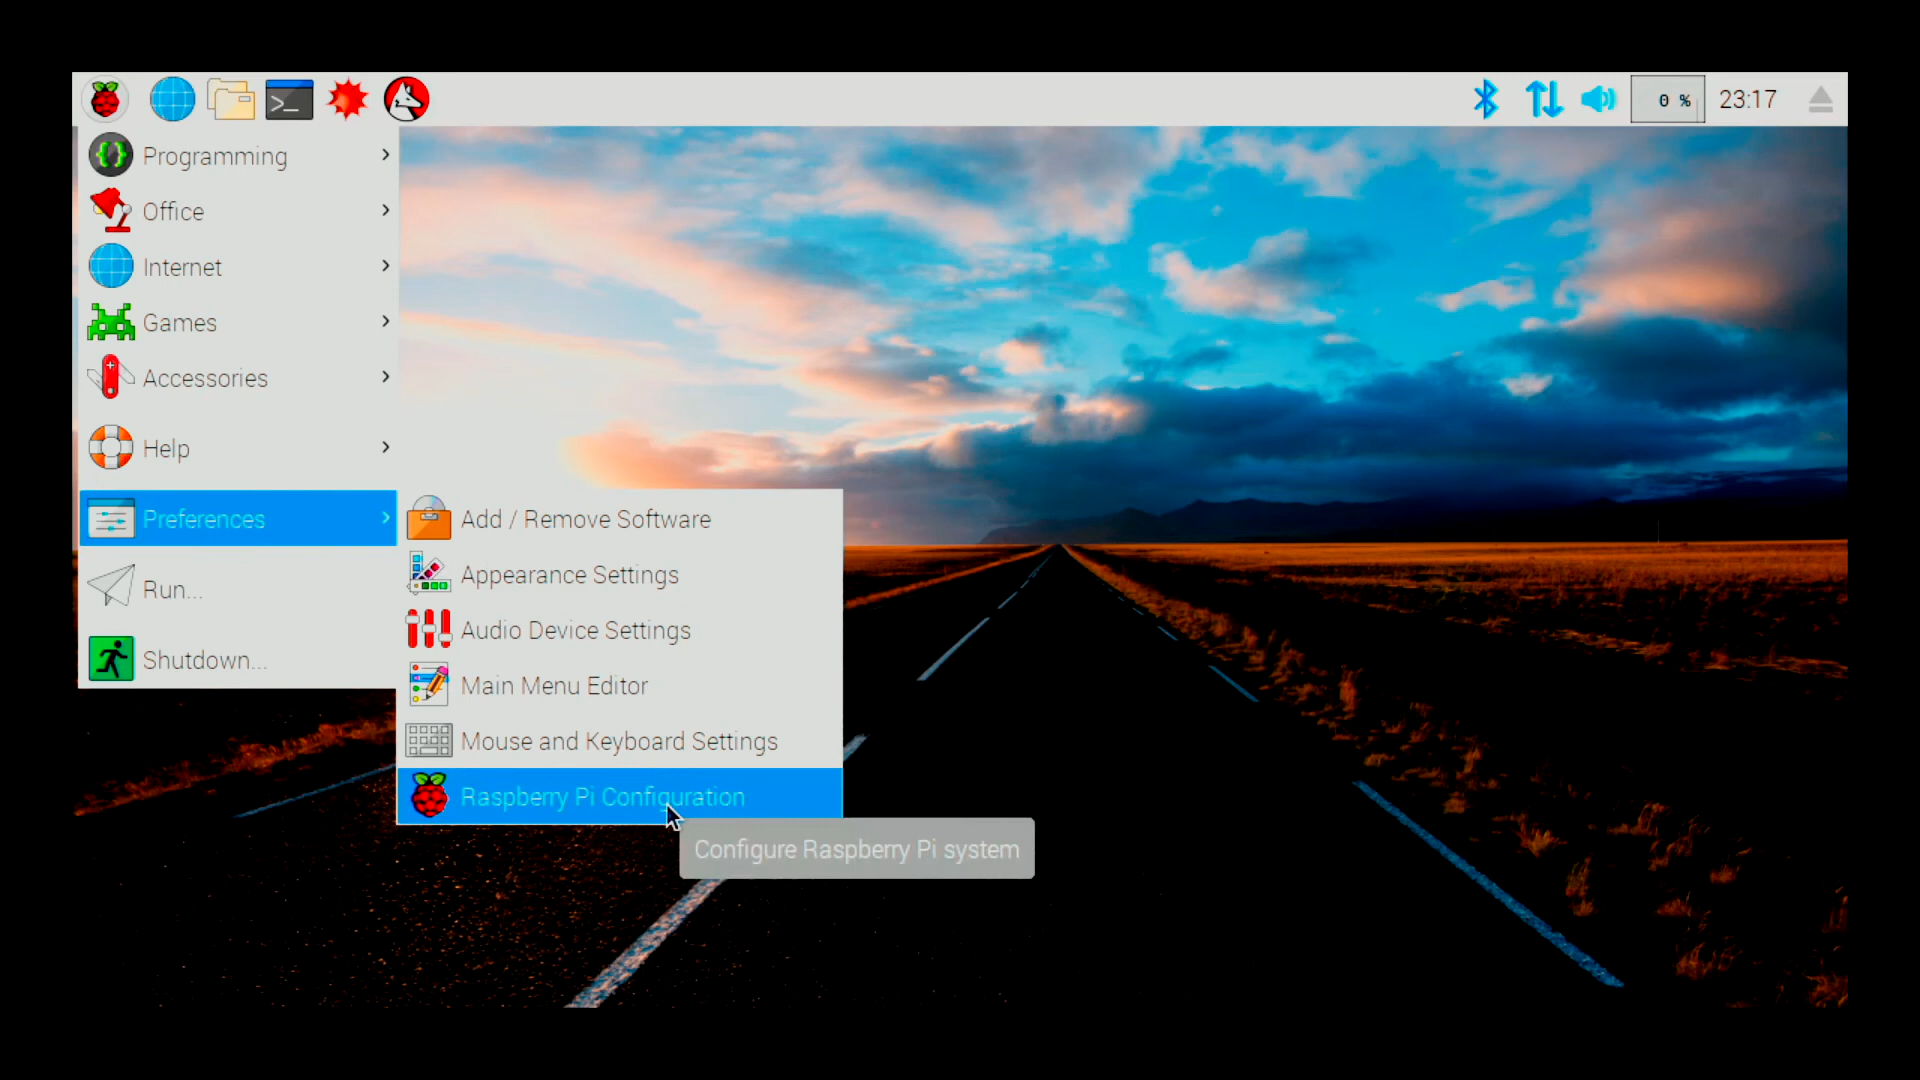 >_
0 %
23:17
Programming
Office
Internet
Games
Accessories
Help
Preferences
Run...
Shutdown...
Add / Remove Software
Appearance Settings
Audio Device Settings
Main Menu Editor
Mouse and Keyboard Settings
Raspberry Pi Configuration
Configure Raspberry Pi system